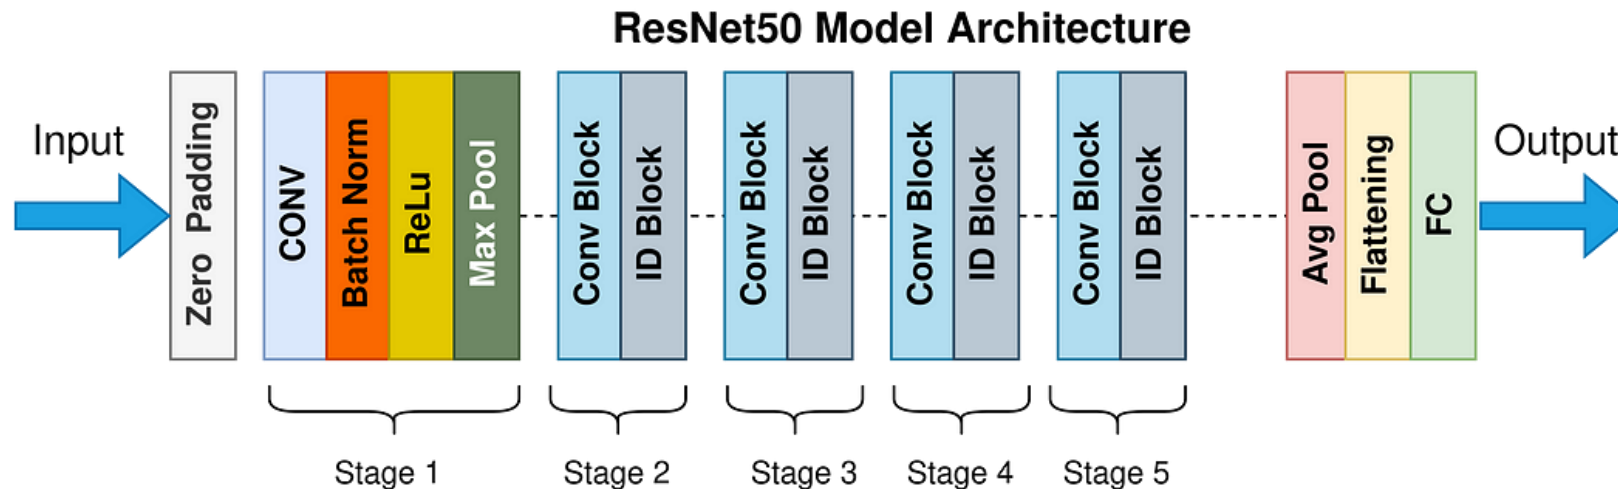 ResNet50 Model Architecture
Input
Zero Padding
CONV
Batch Norm
ReLu
Max Pool
Conv Block
ID Block
Conv Block
ID Block
Conv Block
ID Block
Conv Block
ID Block
Avg Pool
Flattening
FC
Output
Stage 1
Stage 2
Stage 3
Stage 4
Stage 5